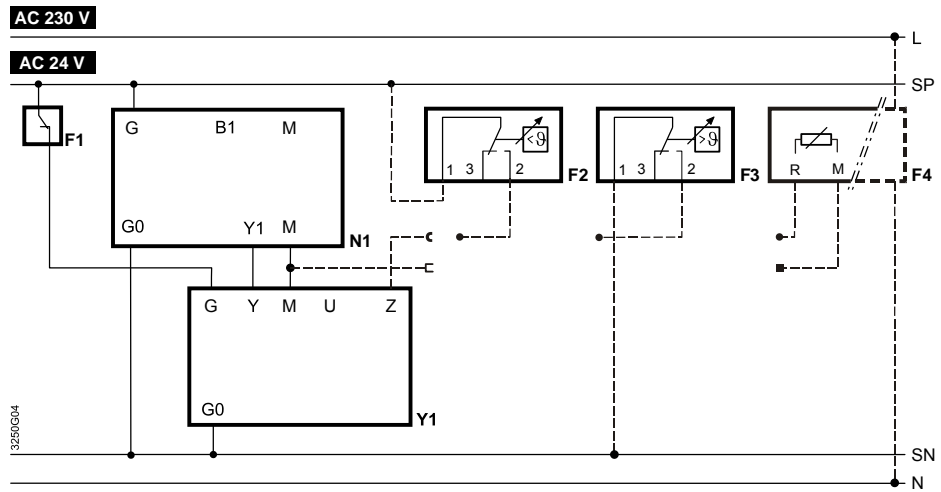 AC 230 V
L
AC 24 V
SP
F1
G B1 M
G0 Y1 M
N1
<ϑ
1 3 2
F2
>ϑ
1 3 2
F3
R M
F4
G Y M U Z
G0
Y1
3250G04
SN
N